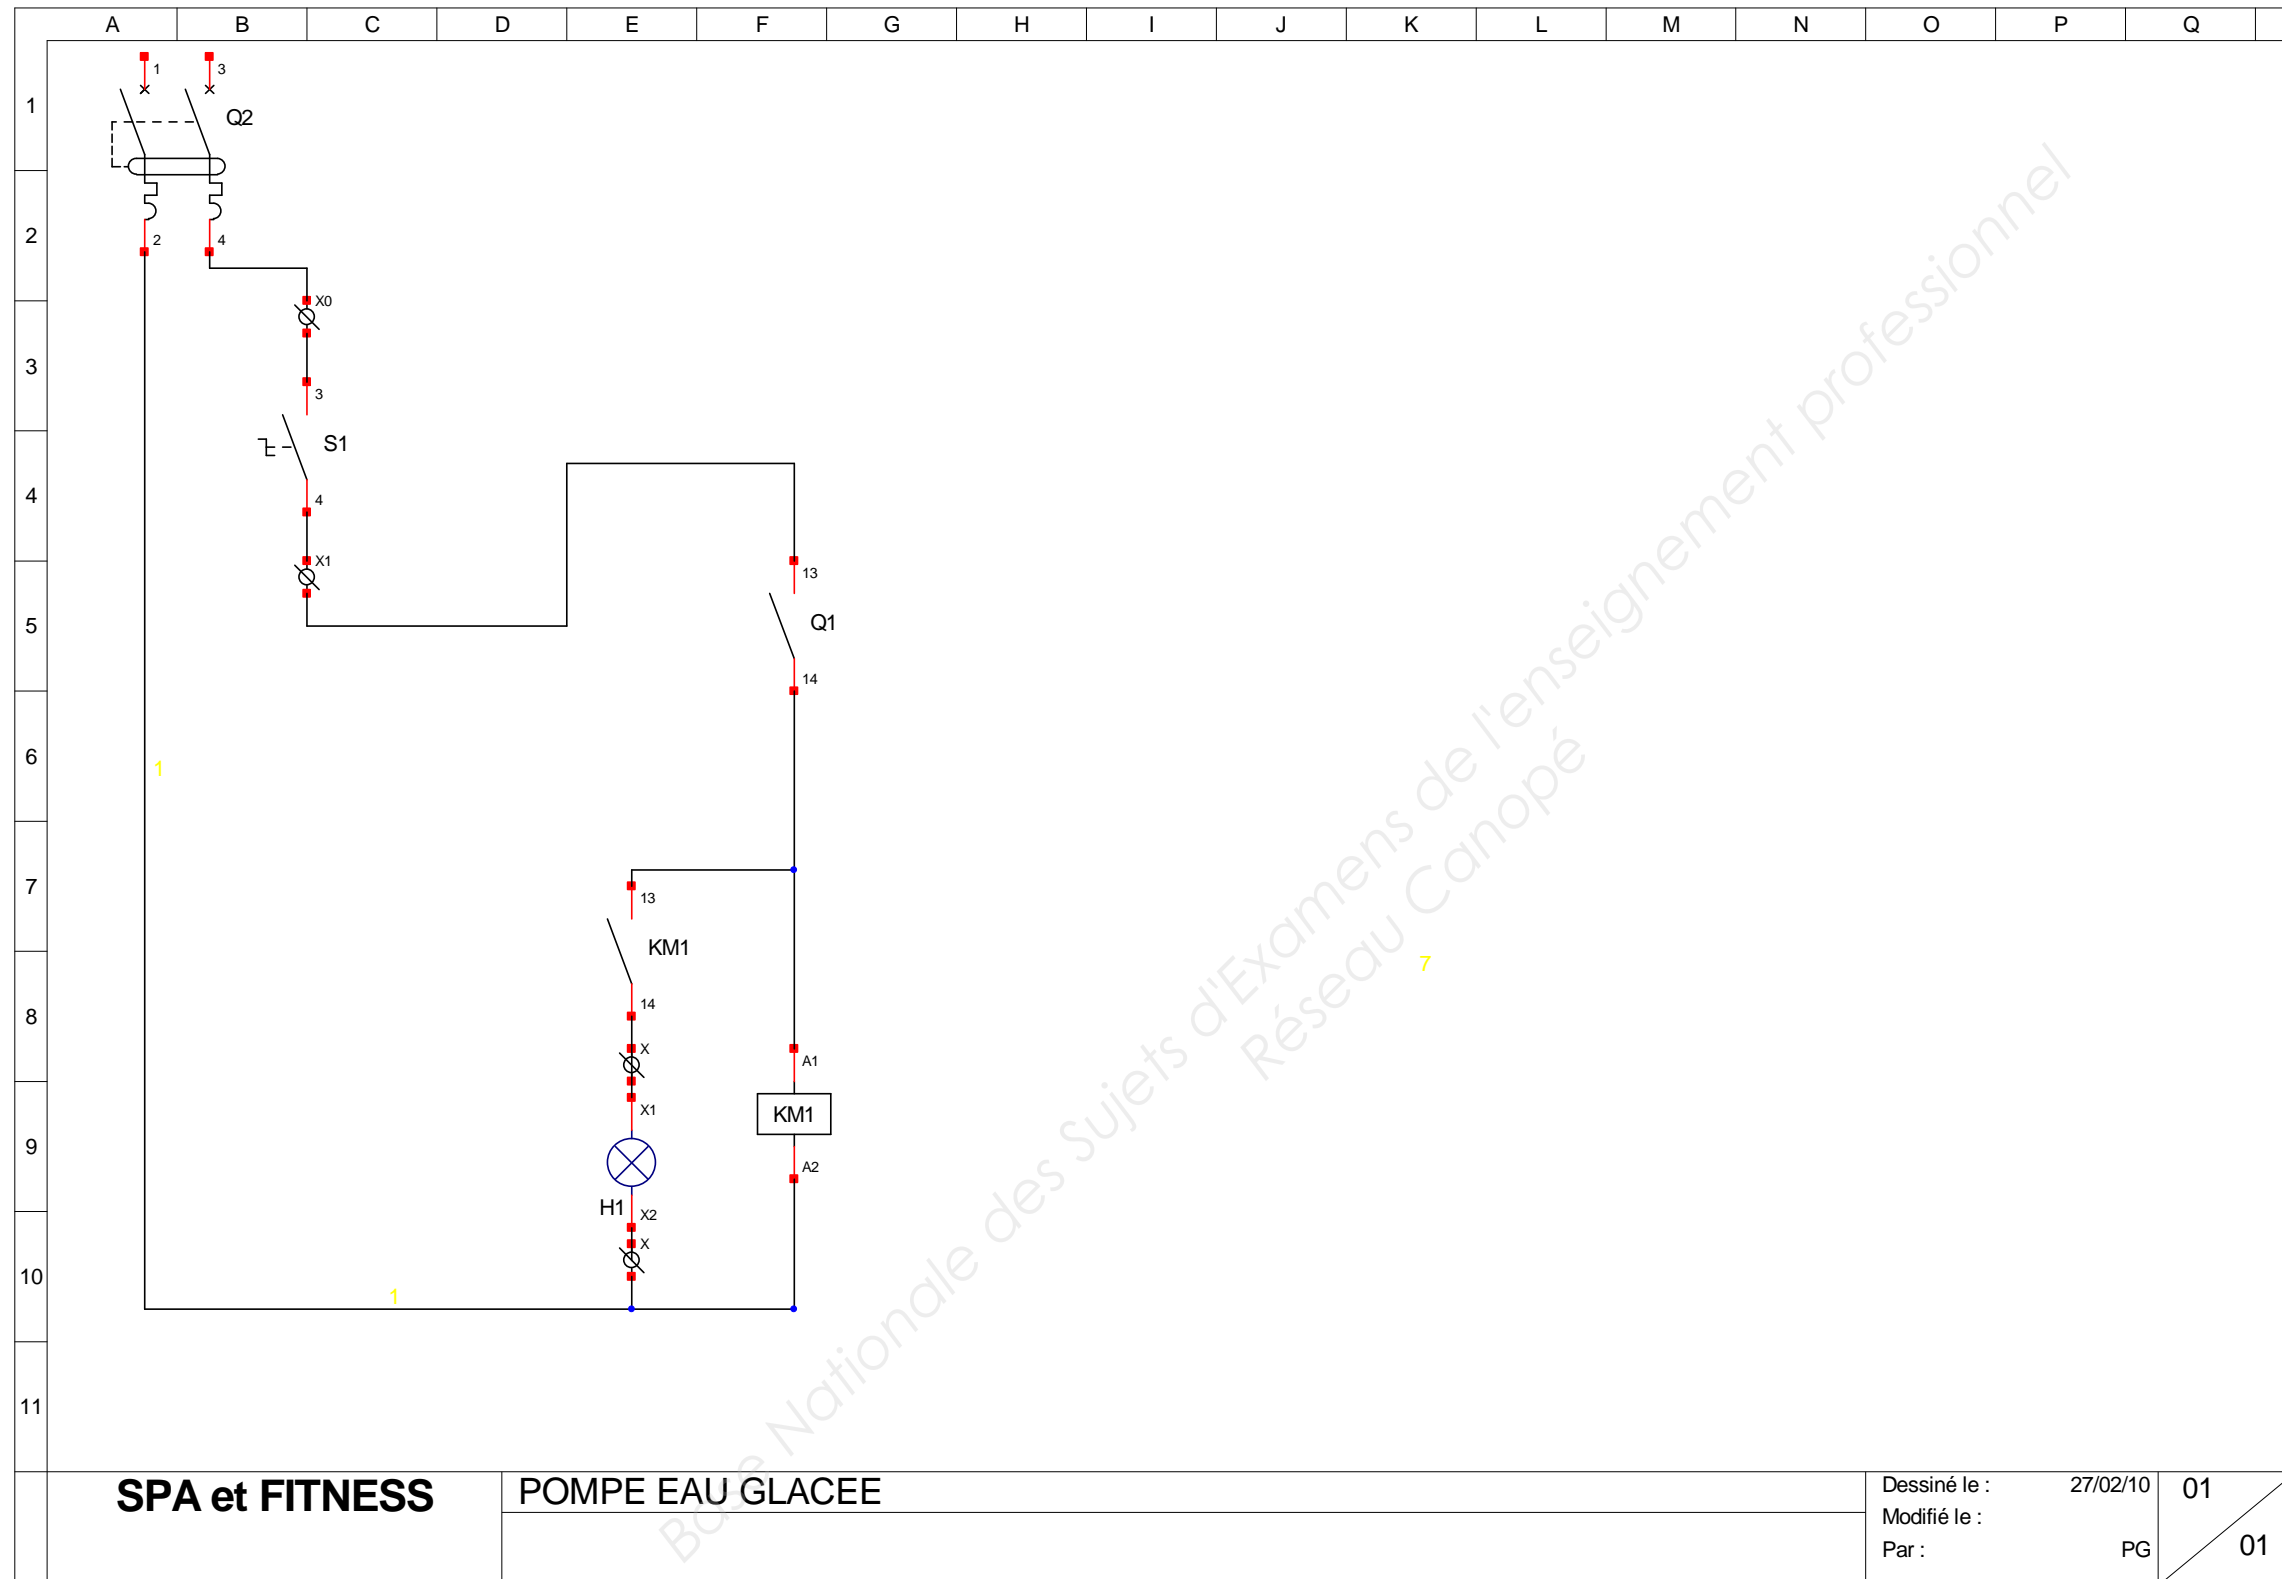 A B C D E F G H I J K L M N O P Q
1 3
1
Q2
2 4
2
X0
3
3
S1
4
4
X1
13
5
Q1
14
6
1
7
13
KM1
7
14
8
X
A1
X1
KM1
9
A2
H1
X2
X
10
1
11
SPA et FITNESS
POMPE EAU GLACEE
Dessiné le : 27/02/10
Modifié le :
Par : PG
01
01
Base Nationale des Sujets d'Examens de l'enseignement professionnel
Réseau Canopé